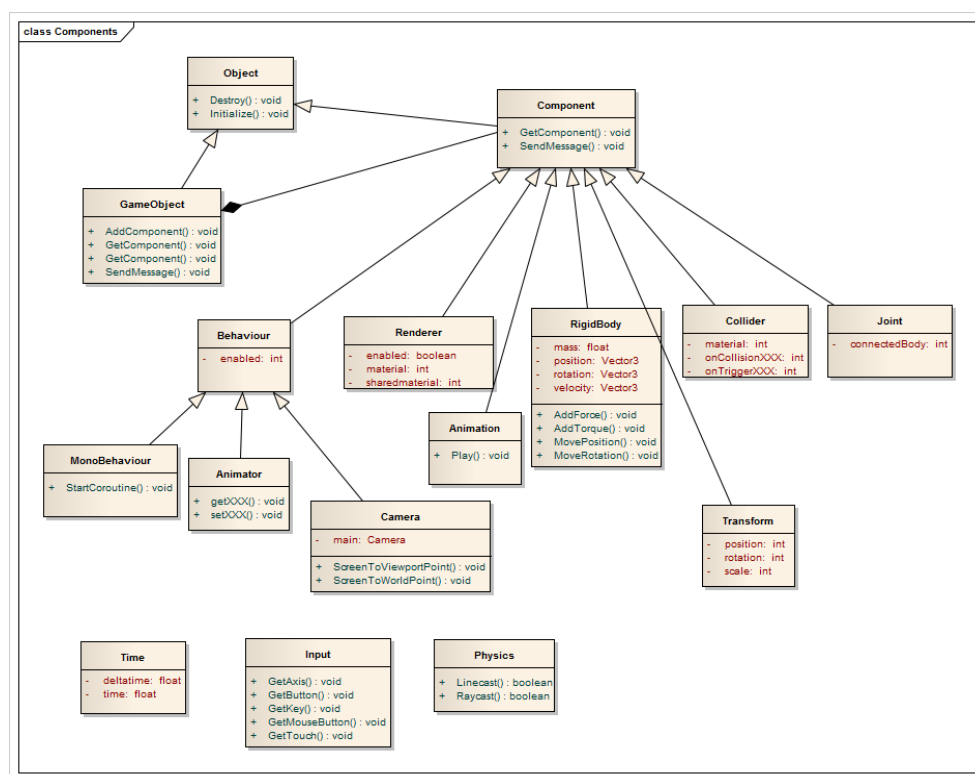 class Components
Object
+ Destroy() : void
+ Initialize() : void
Component
+ GetComponent() : void
+ SendMessage() : void
GameObject
+ AddComponent() : void
+ GetComponent() : void
+ GetComponent() : void
+ SendMessage() : void
Behaviour
- enabled: int
Renderer
- enabled: boolean
- material: int
- sharedmaterial: int
RigidBody
- mass: float
- position: Vector3
- rotation: Vector3
- velocity: Vector3
+ AddForce() : void
+ AddTorque() : void
+ MovePosition() : void
+ MoveRotation() : void
Collider
- material: int
- onCollisionXXX: int
- onTriggerXXX: int
Joint
- connectedBody: int
Animation
+ Play() : void
MonoBehaviour
+ StartCoroutine() : void
Animator
+ getXXX() : void
+ setXXX() : void
Camera
- main: Camera
+ ScreenToViewportPoint() : void
+ ScreenToWorldPoint() : void
Transform
- position: int
- rotation: int
- scale: int
Time
- deltatime: float
- time: float
Input
+ GetAxis() : void
+ GetButton() : void
+ GetKey() : void
+ GetMouseButton() : void
+ GetTouch() : void
Physics
+ Linecast() : boolean
+ Raycast() : boolean